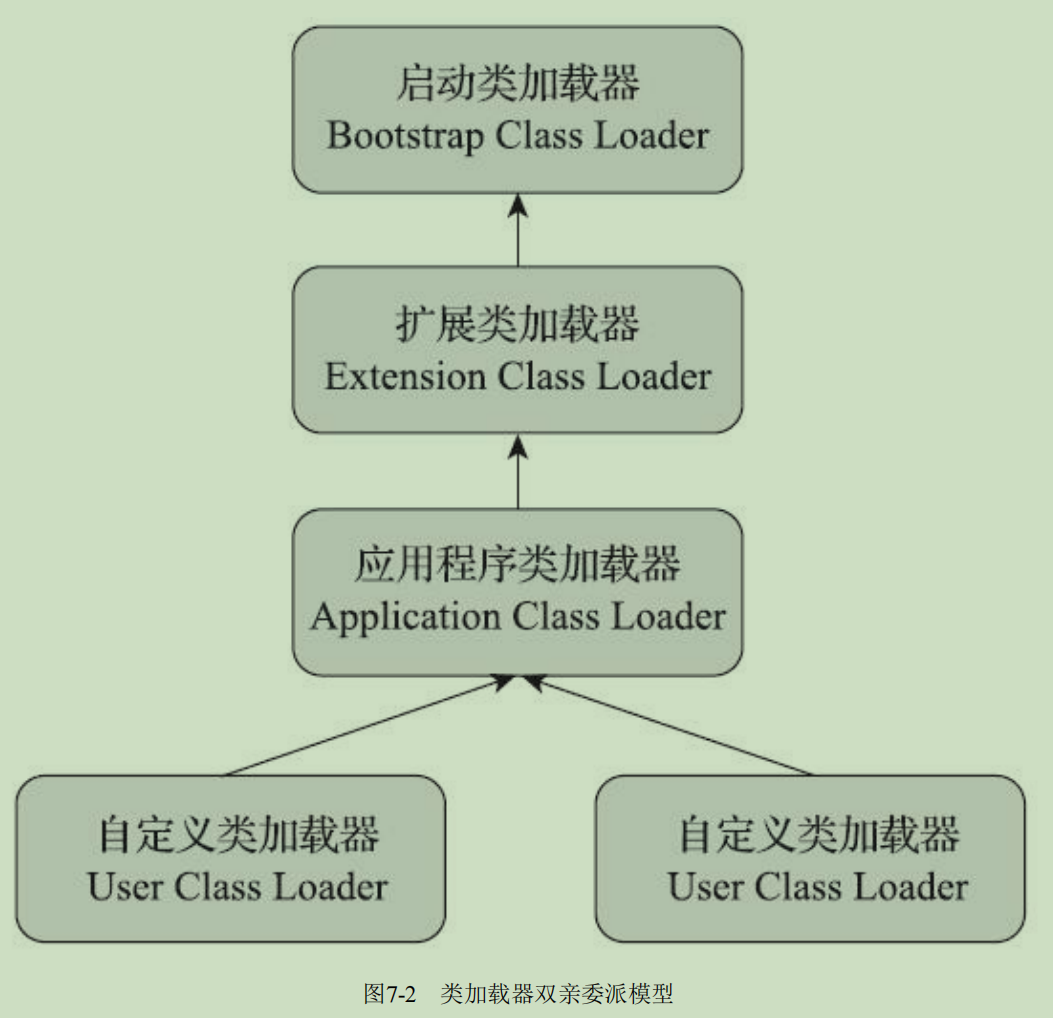 启动类加载器
Bootstrap Class Loader
扩展类加载器
Extension Class Loader
应用程序类加载器
Application Class Loader
自定义类加载器
User Class Loader
自定义类加载器
User Class Loader
图7-2 类加载器双亲委派模型